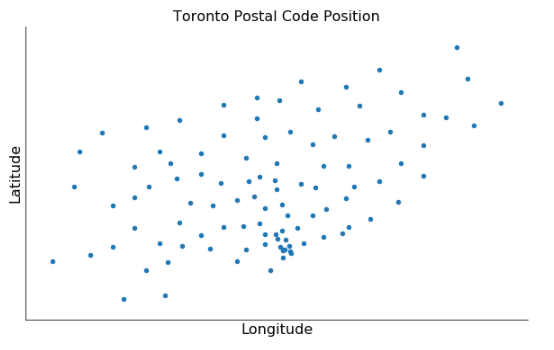 Toronto Postal Code Position
Latitude
Longitude